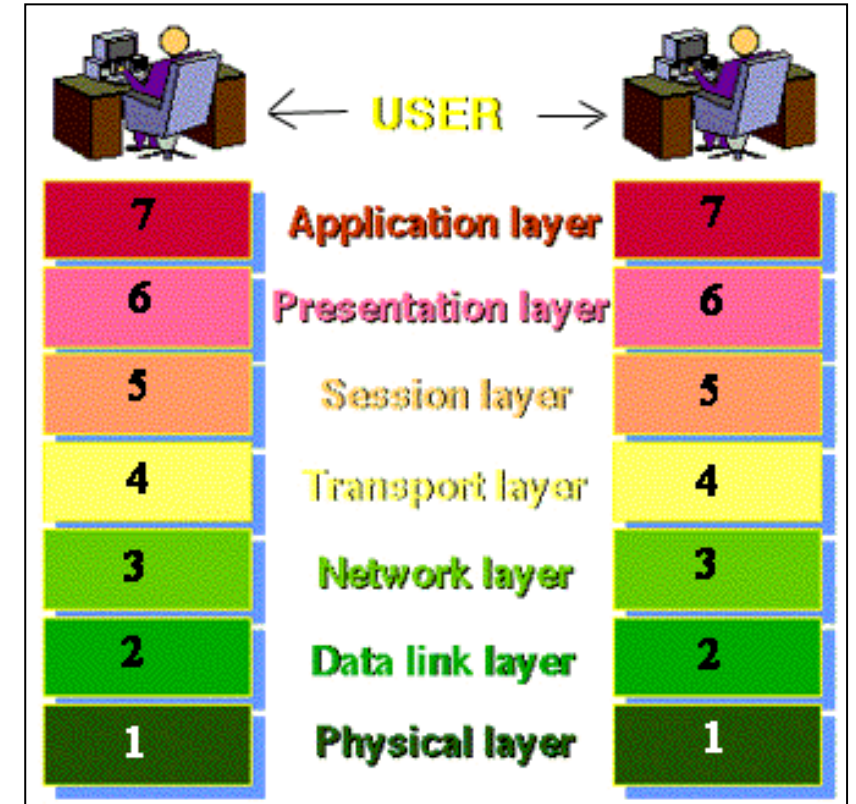 USER
7 Application layer 7
6 Presentation layer 6
5 Session layer 5
4 Transport layer 4
3 Network layer 3
2 Data link layer 2
1 Physical layer 1